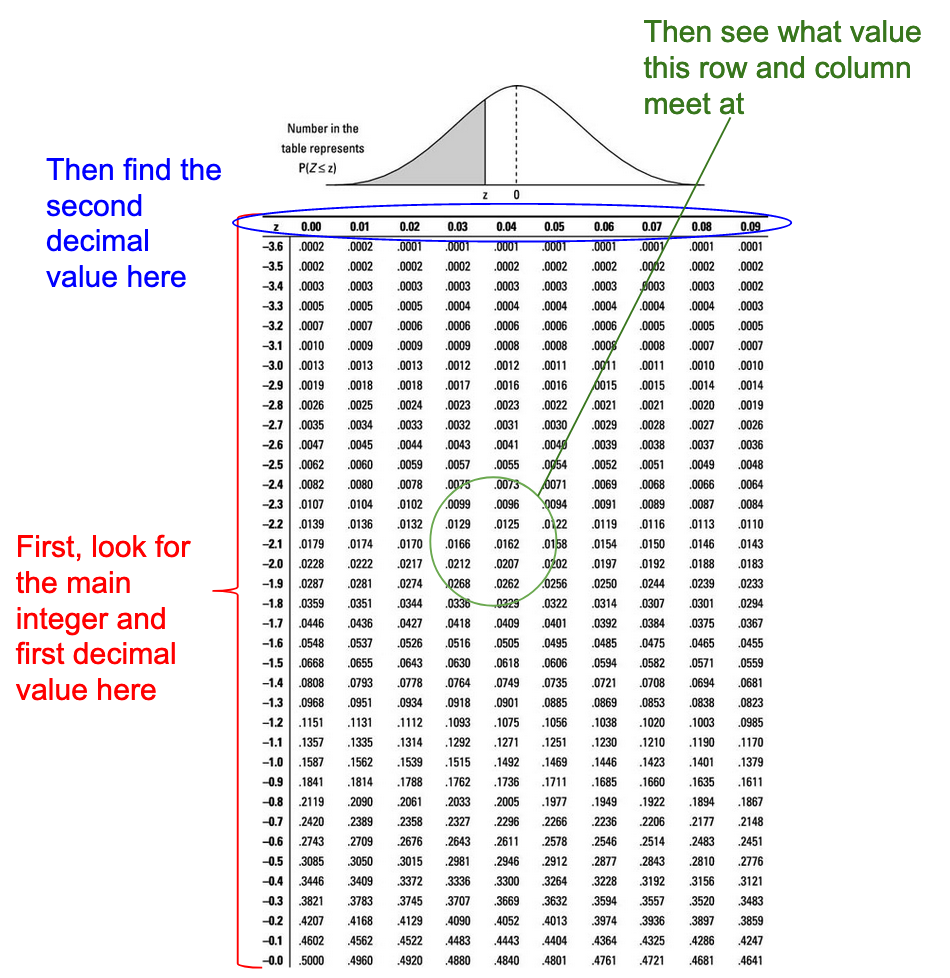 Then see what value
this row and column
meet at
Number in the
table represents
P(Z≤z)
z 0
Then find the
second
decimal
value here
First, look for
the main
integer and
first decimal
value here
z 0.00 0.01 0.02 0.03 0.04 0.05 0.06 0.07 0.08 0.09
–3.6 .0002 .0002 .0001 .0001 .0001 .0001 .0001 .0001 .0001 .0001
–3.5 .0002 .0002 .0002 .0002 .0002 .0002 .0002 .0002 .0002 .0002
–3.4 .0003 .0003 .0003 .0003 .0003 .0003 .0003 .0003 .0003 .0002
–3.3 .0005 .0005 .0005 .0004 .0004 .0004 .0004 .0004 .0004 .0003
–3.2 .0007 .0007 .0006 .0006 .0006 .0006 .0006 .0005 .0005 .0005
–3.1 .0010 .0009 .0009 .0009 .0008 .0008 .0008 .0008 .0007 .0007
–3.0 .0013 .0013 .0013 .0012 .0012 .0011 .0011 .0011 .0010 .0010
–2.9 .0019 .0018 .0018 .0017 .0016 .0016 .0015 .0015 .0014 .0014
–2.8 .0026 .0025 .0024 .0023 .0023 .0022 .0021 .0021 .0020 .0019
–2.7 .0035 .0034 .0033 .0032 .0031 .0030 .0029 .0028 .0027 .0026
–2.6 .0047 .0045 .0044 .0043 .0041 .0040 .0039 .0038 .0037 .0036
–2.5 .0062 .0060 .0059 .0057 .0055 .0054 .0052 .0051 .0049 .0048
–2.4 .0082 .0080 .0078 .0075 .0073 .0071 .0069 .0068 .0066 .0064
–2.3 .0107 .0104 .0102 .0099 .0096 .0094 .0091 .0089 .0087 .0084
–2.2 .0139 .0136 .0132 .0129 .0125 .0122 .0119 .0116 .0113 .0110
–2.1 .0179 .0174 .0170 .0166 .0162 .0158 .0154 .0150 .0146 .0143
–2.0 .0228 .0222 .0217 .0212 .0207 .0202 .0197 .0192 .0188 .0183
–1.9 .0287 .0281 .0274 .0268 .0262 .0256 .0250 .0244 .0239 .0233
–1.8 .0359 .0351 .0344 .0336 .0329 .0322 .0314 .0307 .0301 .0294
–1.7 .0446 .0436 .0427 .0418 .0409 .0401 .0392 .0384 .0375 .0367
–1.6 .0548 .0537 .0526 .0516 .0505 .0495 .0485 .0475 .0465 .0455
–1.5 .0668 .0655 .0643 .0630 .0618 .0606 .0594 .0582 .0571 .0559
–1.4 .0808 .0793 .0778 .0764 .0749 .0735 .0721 .0708 .0694 .0681
–1.3 .0968 .0951 .0934 .0918 .0901 .0885 .0869 .0853 .0838 .0823
–1.2 .1151 .1131 .1112 .1093 .1075 .1056 .1038 .1020 .1003 .0985
–1.1 .1357 .1335 .1314 .1292 .1271 .1251 .1230 .1210 .1190 .1170
–1.0 .1587 .1562 .1539 .1515 .1492 .1469 .1446 .1423 .1401 .1379
–0.9 .1841 .1814 .1788 .1762 .1736 .1711 .1685 .1660 .1635 .1611
–0.8 .2119 .2090 .2061 .2033 .2005 .1977 .1949 .1922 .1894 .1867
–0.7 .2420 .2389 .2358 .2327 .2296 .2266 .2236 .2206 .2177 .2148
–0.6 .2743 .2709 .2676 .2643 .2611 .2578 .2546 .2514 .2483 .2451
–0.5 .3085 .3050 .3015 .2981 .2946 .2912 .2877 .2843 .2810 .2776
–0.4 .3446 .3409 .3372 .3336 .3300 .3264 .3228 .3192 .3156 .3121
–0.3 .3821 .3783 .3745 .3707 .3669 .3632 .3594 .3557 .3520 .3483
–0.2 .4207 .4168 .4129 .4090 .4052 .4013 .3974 .3936 .3897 .3859
–0.1 .4602 .4562 .4522 .4483 .4443 .4404 .4364 .4325 .4286 .4247
–0.0 .5000 .4960 .4920 .4880 .4840 .4801 .4761 .4721 .4681 .4641